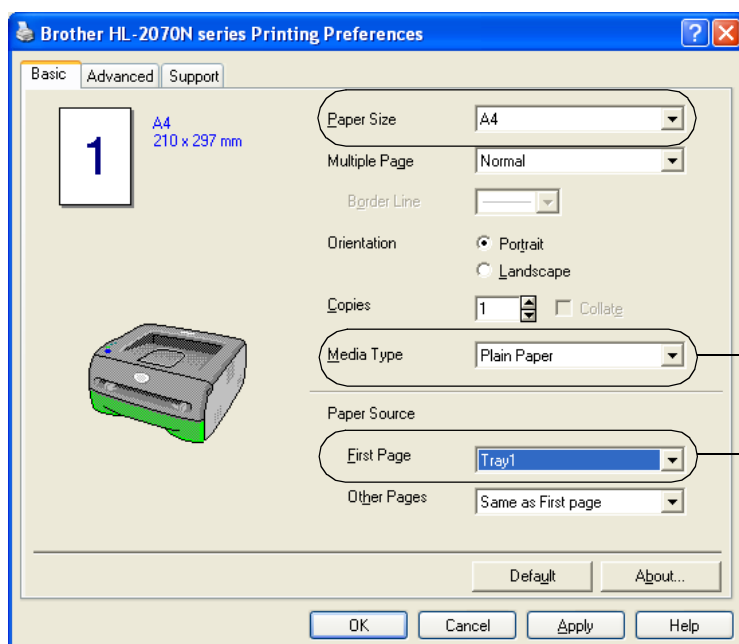 Brother HL-2070N series Printing Preferences
Basic Advanced Support
1
A4
210 x 297 mm
Paper Size A4
Multiple Page Normal
Border Line
Orientation Portrait
Landscape
Copies 1 Collate
Media Type Plain Paper
Paper Source
First Page Tray1
Other Pages Same as First page
Default About...
OK Cancel Apply Help